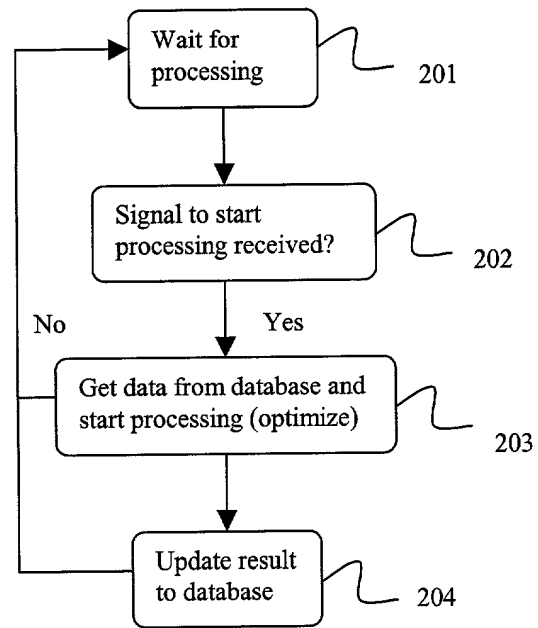 Wait for
processing
201
Signal to start
processing received?
202
No
Yes
Get data from database and
start processing (optimize)
203
Update result
to database
204